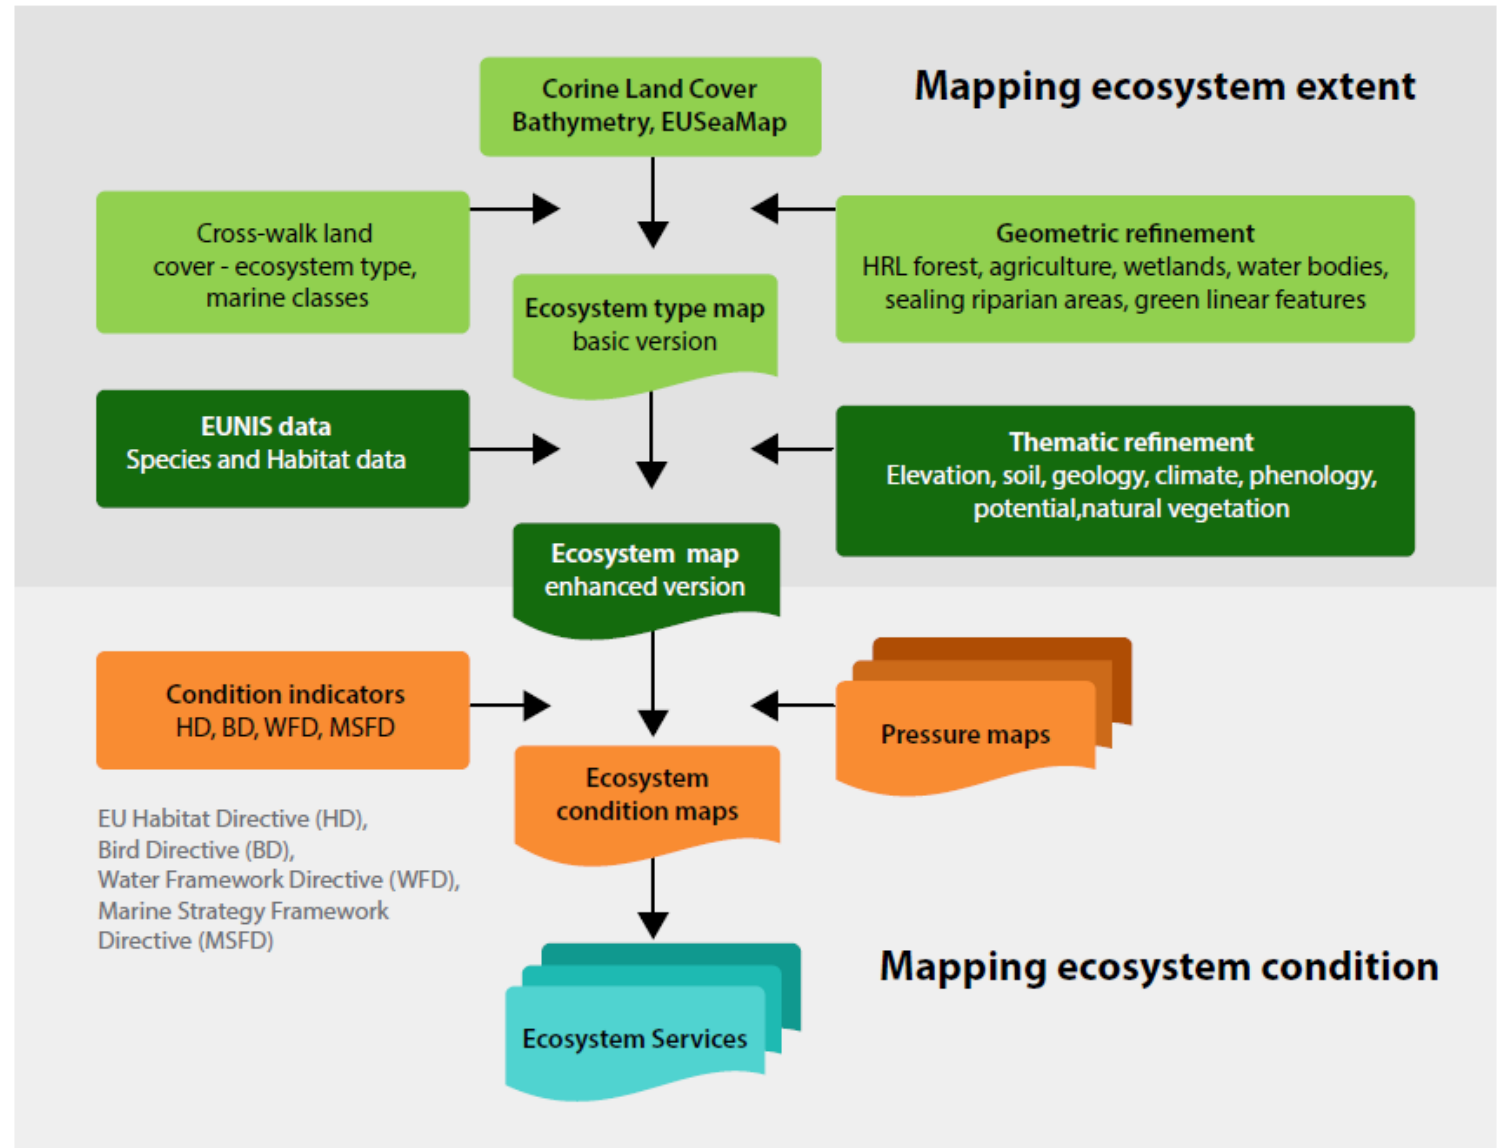 Mapping ecosystem extent
Corine Land Cover
Bathymetry, EUSeaMap
Cross-walk land
cover - ecosystem type,
marine classes
Geometric refinement
HRL forest, agriculture, wetlands, water bodies,
sealing riparian areas, green linear features
Ecosystem type map
basic version
EUNIS data
Species and Habitat data
Thematic refinement
Elevation, soil, geology, climate, phenology,
potential,natural vegetation
Ecosystem map
enhanced version
Condition indicators
HD, BD, WFD, MSFD
Pressure maps
Ecosystem
condition maps
EU Habitat Directive (HD),
Bird Directive (BD),
Water Framework Directive (WFD),
Marine Strategy Framework
Directive (MSFD)
Mapping ecosystem condition
Ecosystem Services